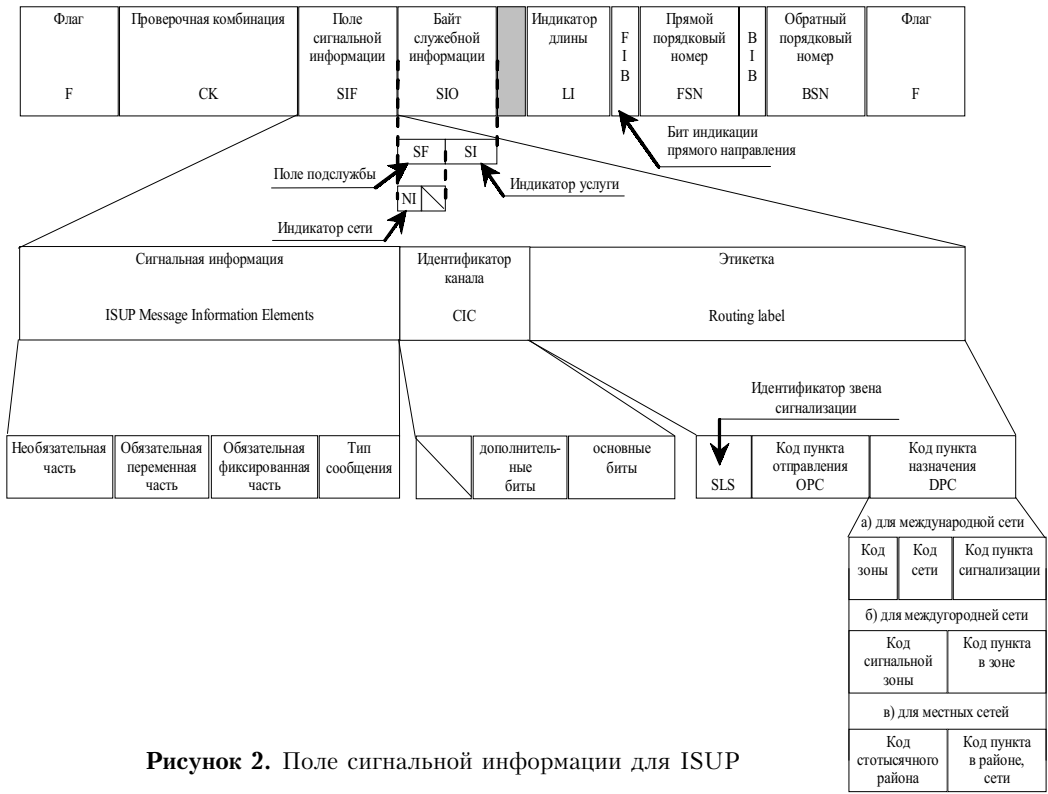 Флаг
F
Проверочная комбинация
CK
Поле
сигнальной
информации
SIF
Байт
служебной
информации
SIO
Индикатор
длины
LI
F
I
B
Прямой
порядковый
номер
FSN
B
I
B
Обратный
порядковый
номер
BSN
Флаг
F
Бит индикации
прямого направления
SF
SI
Поле подслужбы
Индикатор услуги
NI
Индикатор сети
Сигнальная информация
ISUP Message Information Elements
Идентификатор
канала
CIC
Этикетка
Routing label
Идентификатор звена
сигнализации
Необязательная
часть
Обязательная
переменная
часть
Обязательная
фиксированная
часть
Тип
сообщения
дополнитель-
ные
биты
основные
биты
SLS
Код пункта
отправления
OPC
Код пункта
назначения
DPC
а) для международной сети
Код
зоны
Код
сети
Код пункта
сигнализации
б) для междугородней сети
Код
сигнальной
зоны
Код пункта
в зоне
в) для местных сетей
Код
стотысячного
района
Код пункта
в районе,
сети
Рисунок 2. Поле сигнальной информации для ISUP